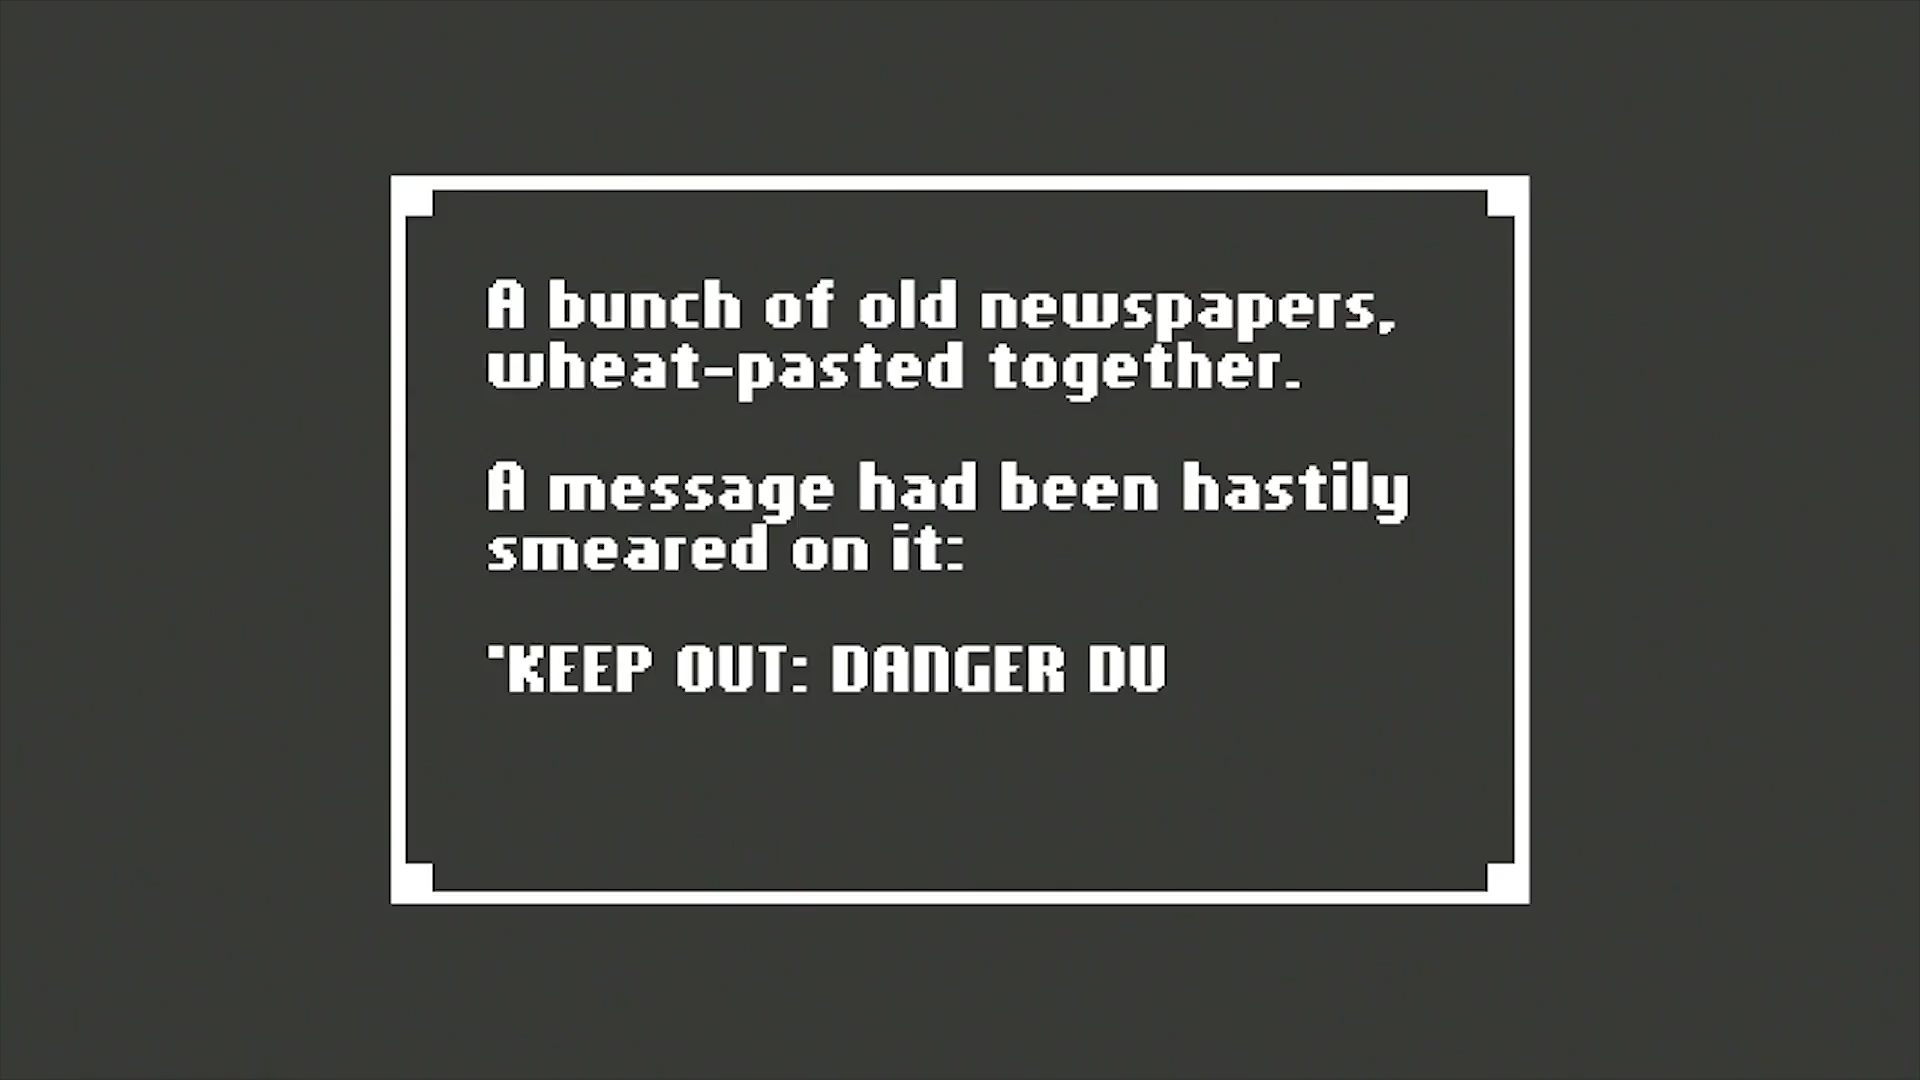 A bunch of old newspapers,
wheat-pasted together.
A message had been hastily
smeared on it:
"KEEP OUT: DANGER DU